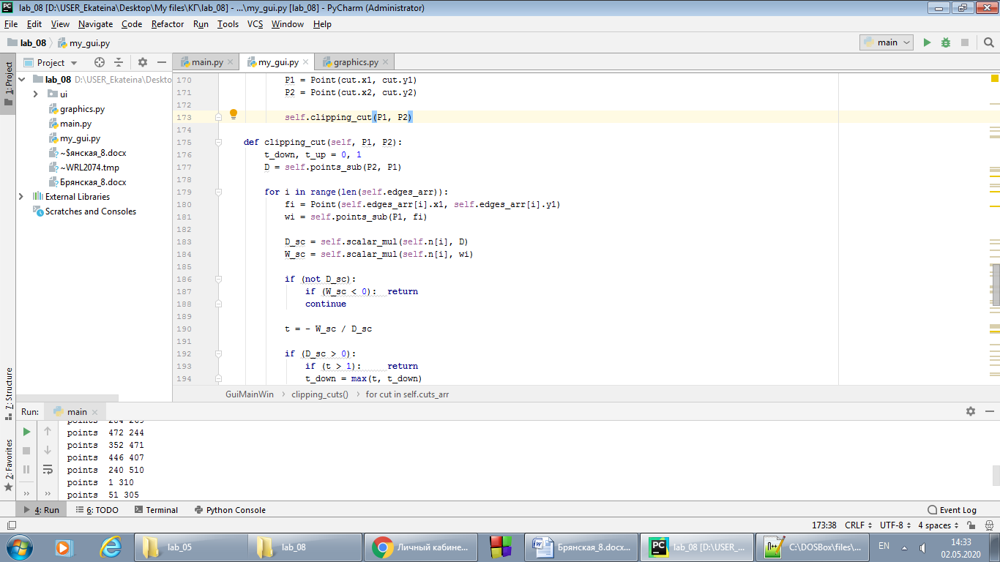 lab_08 [D:\USER_Ekateina\Desktop\My files\КГ\lab_08] - ...\my_gui.py [lab_08] - PyCharm (Administrator)
File Edit View Navigate Code Refactor Run Tools VCS Window Help
lab_08 my_gui.py main
Project main.py my_gui.py graphics.py
1: Project
lab_08 D:\USER_Ekateina\Deskto
ui
graphics.py
main.py
my_gui.py
~$янская_8.docx
~WRL2074.tmp
Брянская_8.docx
External Libraries
Scratches and Consoles
7: Structure
2: Favorites
170 P1 = Point(cut.x1, cut.y1)
171 P2 = Point(cut.x2, cut.y2)
172
173 self.clipping_cut(P1, P2)
174
175 def clipping_cut(self, P1, P2):
176 t_down, t_up = 0, 1
177 D = self.points_sub(P2, P1)
178
179 for i in range(len(self.edges_arr)):
180 fi = Point(self.edges_arr[i].x1, self.edges_arr[i].y1)
181 wi = self.points_sub(P1, fi)
182
183 D_sc = self.scalar_mul(self.n[i], D)
184 W_sc = self.scalar_mul(self.n[i], wi)
185
186 if (not D_sc):
187 if (W_sc < 0): return
188 continue
189
190 t = - W_sc / D_sc
191
192 if (D_sc > 0):
193 if (t > 1): return
194 t_down = max(t, t_down)
GuiMainWin clipping_cuts() for cut in self.cuts_arr
Run: main
points 264 269
points 472 244
points 352 471
points 446 407
points 240 510
points 1 310
points 51 305
4: Run 6: TODO Terminal Python Console Event Log
173:38 CRLF UTF-8 4 spaces
lab_05 lab_08 Личный кабине... Брянская_8.docx... lab_08 [D:\USER_... C:\DOSBox\files\... EN 14:33
02.05.2020